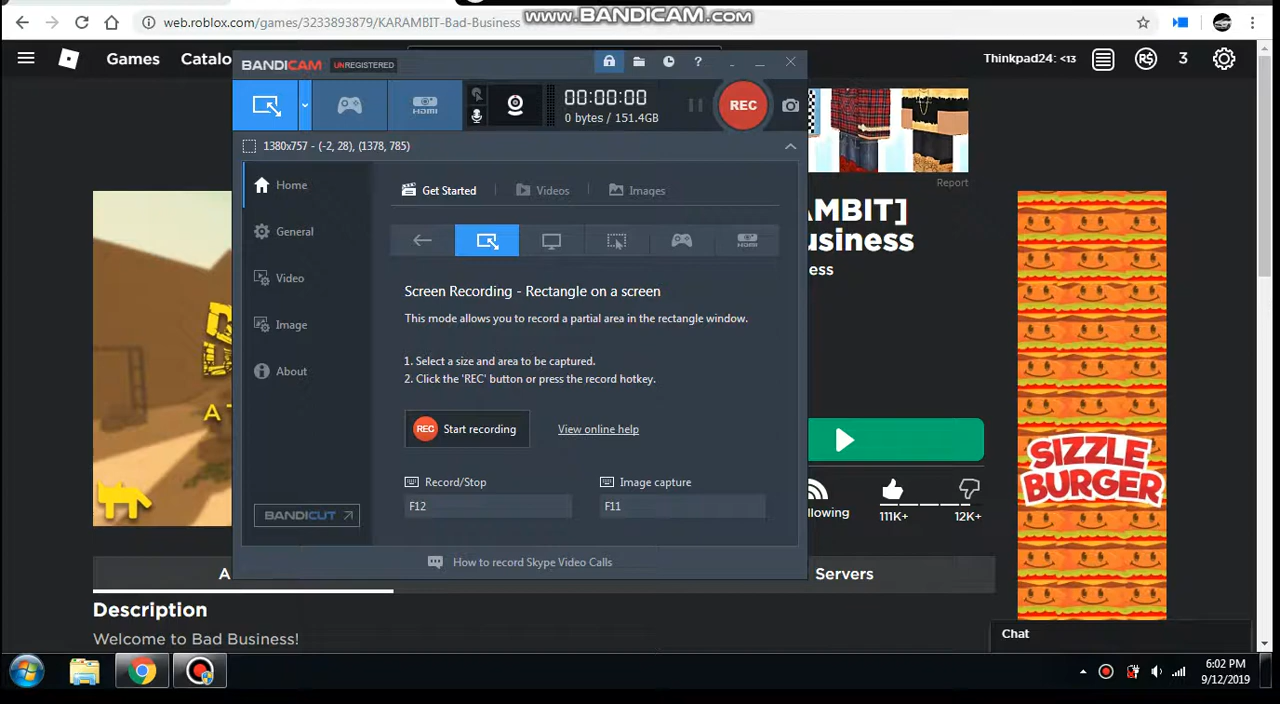 web.roblox.com/games/3233893879/KARAMBIT-Bad-Business
www.BANDICAM.com
Games
Catalo
Thinkpad24: <13
3
BANDICAM
UNREGISTERED
?
HDMI
00:00:00
0 bytes / 151.4GB
REC
1380x757 - (-2, 28), (1378, 785)
Home
General
Video
Image
About
BANDICUT
Get Started
Videos
Images
HDMI
Screen Recording - Rectangle on a screen
This mode allows you to record a partial area in the rectangle window.
1. Select a size and area to be captured.
2. Click the 'REC' button or press the record hotkey.
REC Start recording
View online help
Record/Stop
Image capture
F12
F11
How to record Skype Video Calls
Report
AMBIT]
usiness
ess
llowing
111K+
12K+
SIZZLE
BURGER
A
Servers
Description
Welcome to Bad Business!
Chat
6:02 PM
9/12/2019